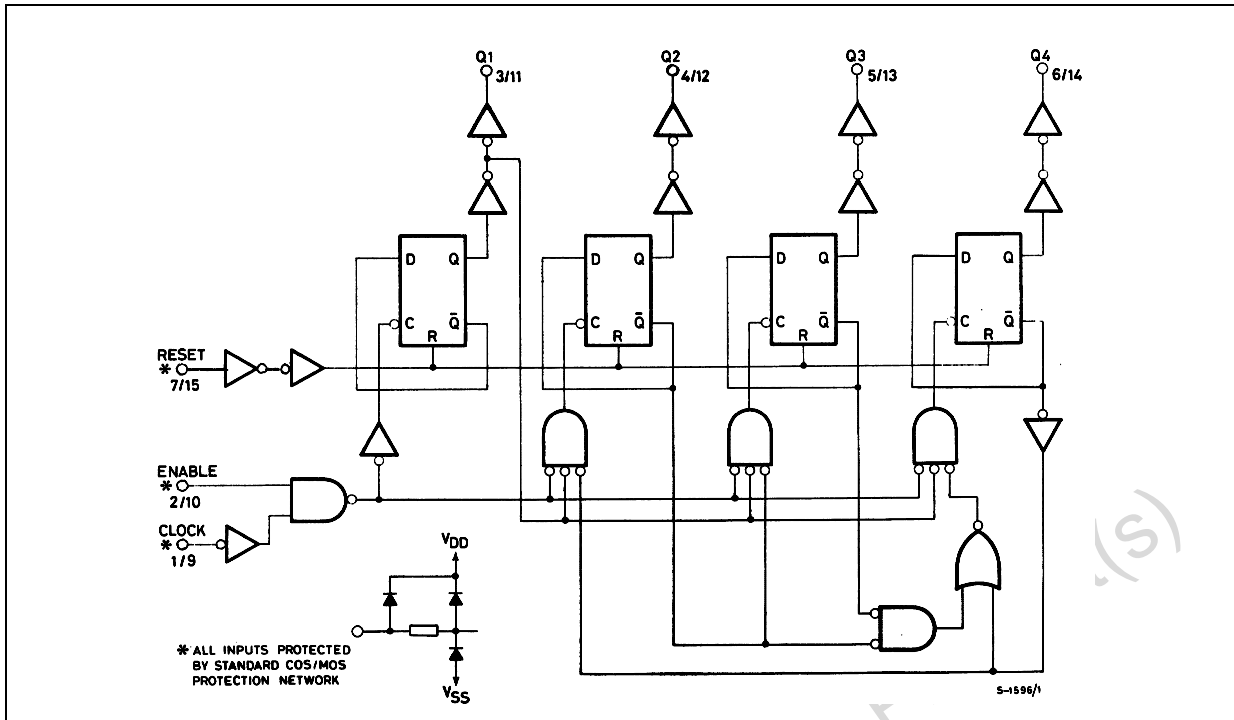 Q1
3/11
Q2
4/12
Q3
5/13
Q4
6/14
D Q
C Q̅
R
D Q
C Q̅
R
D Q
C Q̅
R
D Q
C Q̅
R
RESET
* 7/15
ENABLE
* 2/10
CLOCK
* 1/9
VDD
* ALL INPUTS PROTECTED
BY STANDARD COS/MOS
PROTECTION NETWORK
VSS
S-1596/1
(s)